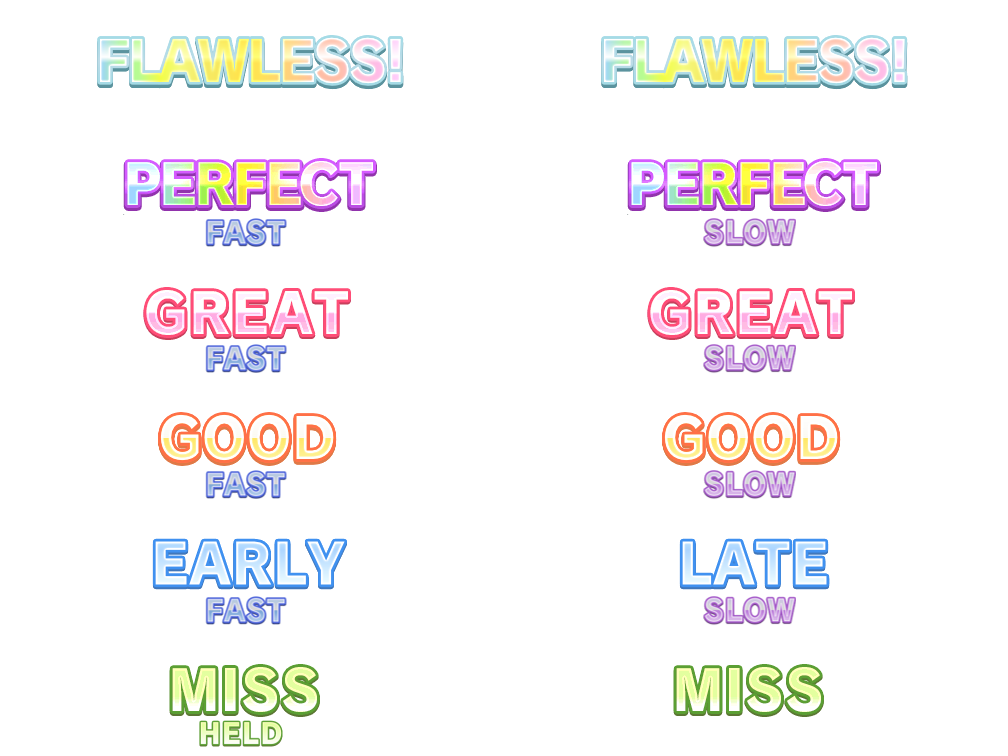 FLAWLESS! FLAWLESS!
PERFECT PERFECT
FAST SLOW
GREAT GREAT
FAST SLOW
GOOD GOOD
FAST SLOW
EARLY LATE
FAST SLOW
MISS MISS
HELD